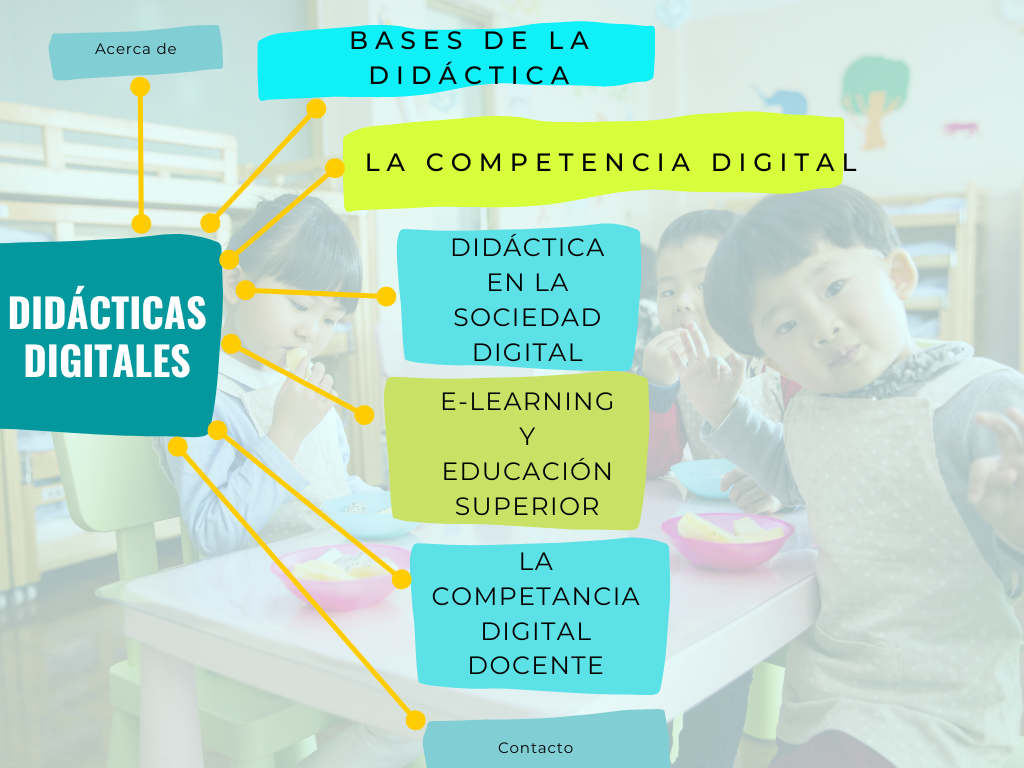 Acerca de
BASES DE LA
DIDÁCTICA
LA COMPETENCIA DIGITAL
DIDÁCTICAS
DIGITALES
DIDÁCTICA
EN LA
SOCIEDAD
DIGITAL
E-LEARNING
Y
EDUCACIÓN
SUPERIOR
LA
COMPETANCIA
DIGITAL
DOCENTE
Contacto